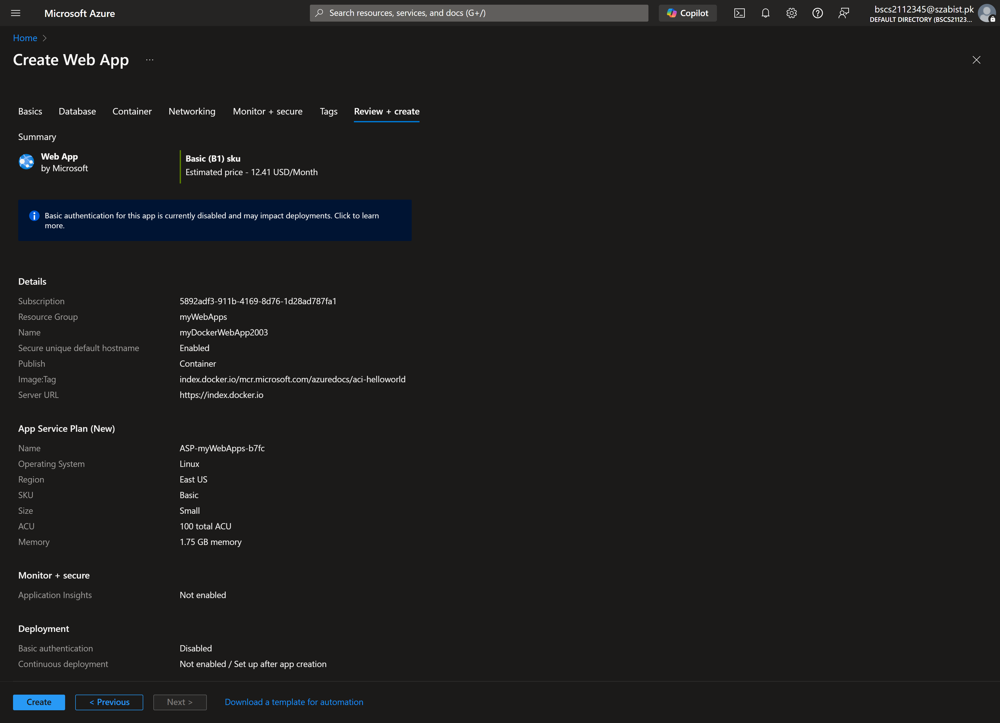 Microsoft Azure
Search resources, services, and docs (G+/)
Copilot
bscs2112345@szabist.pk
DEFAULT DIRECTORY (BSCS21123...
Home
Create Web App
...
Basics Database Container Networking Monitor + secure Tags Review + create
Summary
Web App
by Microsoft
Basic (B1) sku
Estimated price - 12.41 USD/Month
Basic authentication for this app is currently disabled and may impact deployments. Click to learn
more.
Details
Subscription 5892adf3-911b-4169-8d76-1d28ad787fa1
Resource Group myWebApps
Name myDockerWebApp2003
Secure unique default hostname Enabled
Publish Container
Image:Tag index.docker.io/mcr.microsoft.com/azuredocs/aci-helloworld
Server URL https://index.docker.io
App Service Plan (New)
Name ASP-myWebApps-b7fc
Operating System Linux
Region East US
SKU Basic
Size Small
ACU 100 total ACU
Memory 1.75 GB memory
Monitor + secure
Application Insights Not enabled
Deployment
Basic authentication Disabled
Continuous deployment Not enabled / Set up after app creation
Create < Previous Next > Download a template for automation